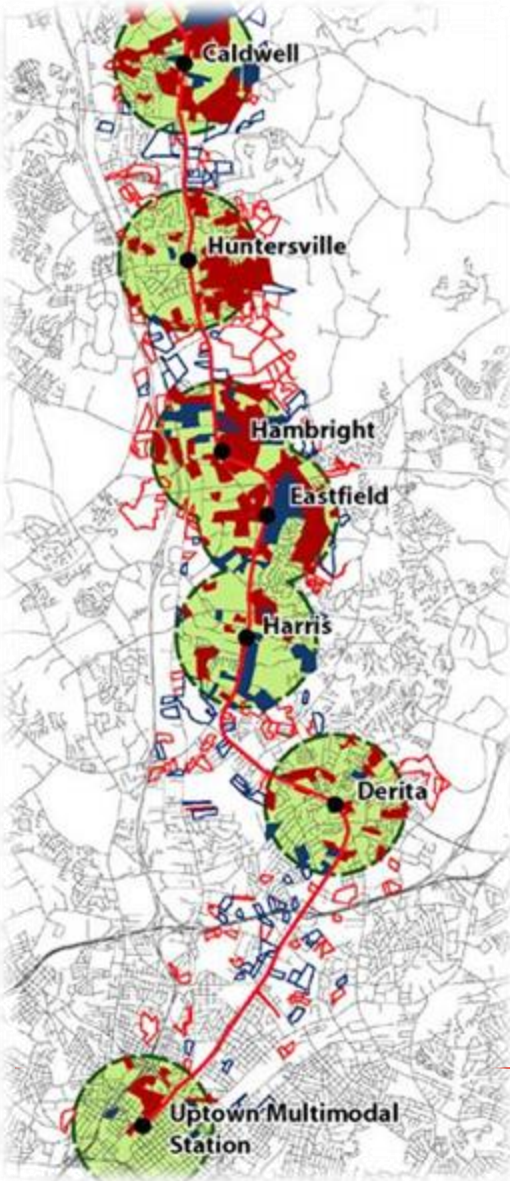 Caldwell
Huntersville
Hambright
Eastfield
Harris
Derita
Uptown Multimodal
Station